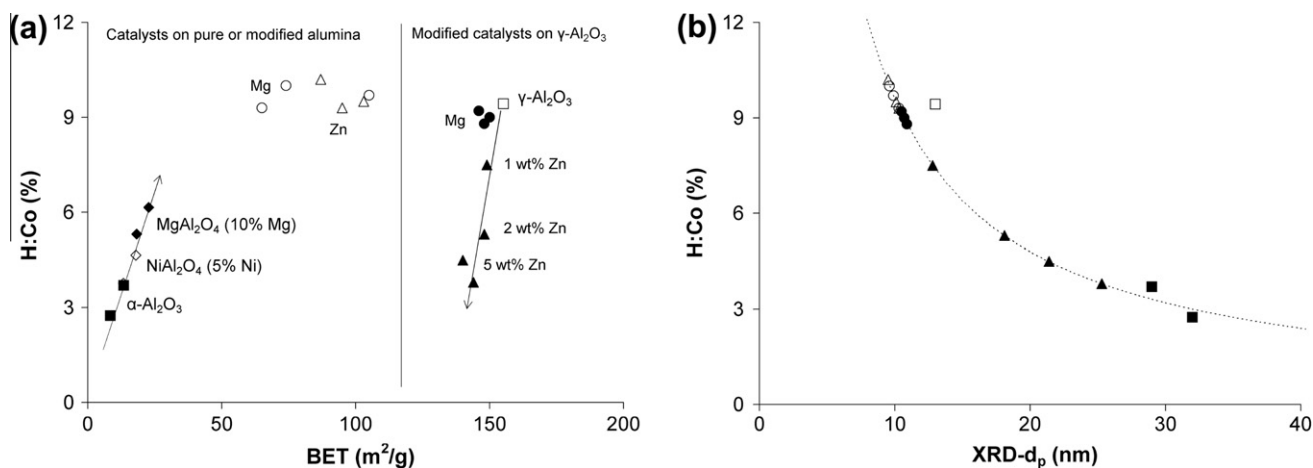 (a)
Catalysts on pure or modified alumina
Modified catalysts on γ-Al₂O₃
12
9
6
3
0
H:Co (%)
Mg
Zn
γ-Al₂O₃
Mg
1 wt% Zn
2 wt% Zn
5 wt% Zn
MgAl₂O₄ (10% Mg)
NiAl₂O₄ (5% Ni)
α-Al₂O₃
0 50 100 150 200
BET (m²/g)
(b)
12
9
6
3
0
H:Co (%)
0 10 20 30 40
XRD-dₚ (nm)